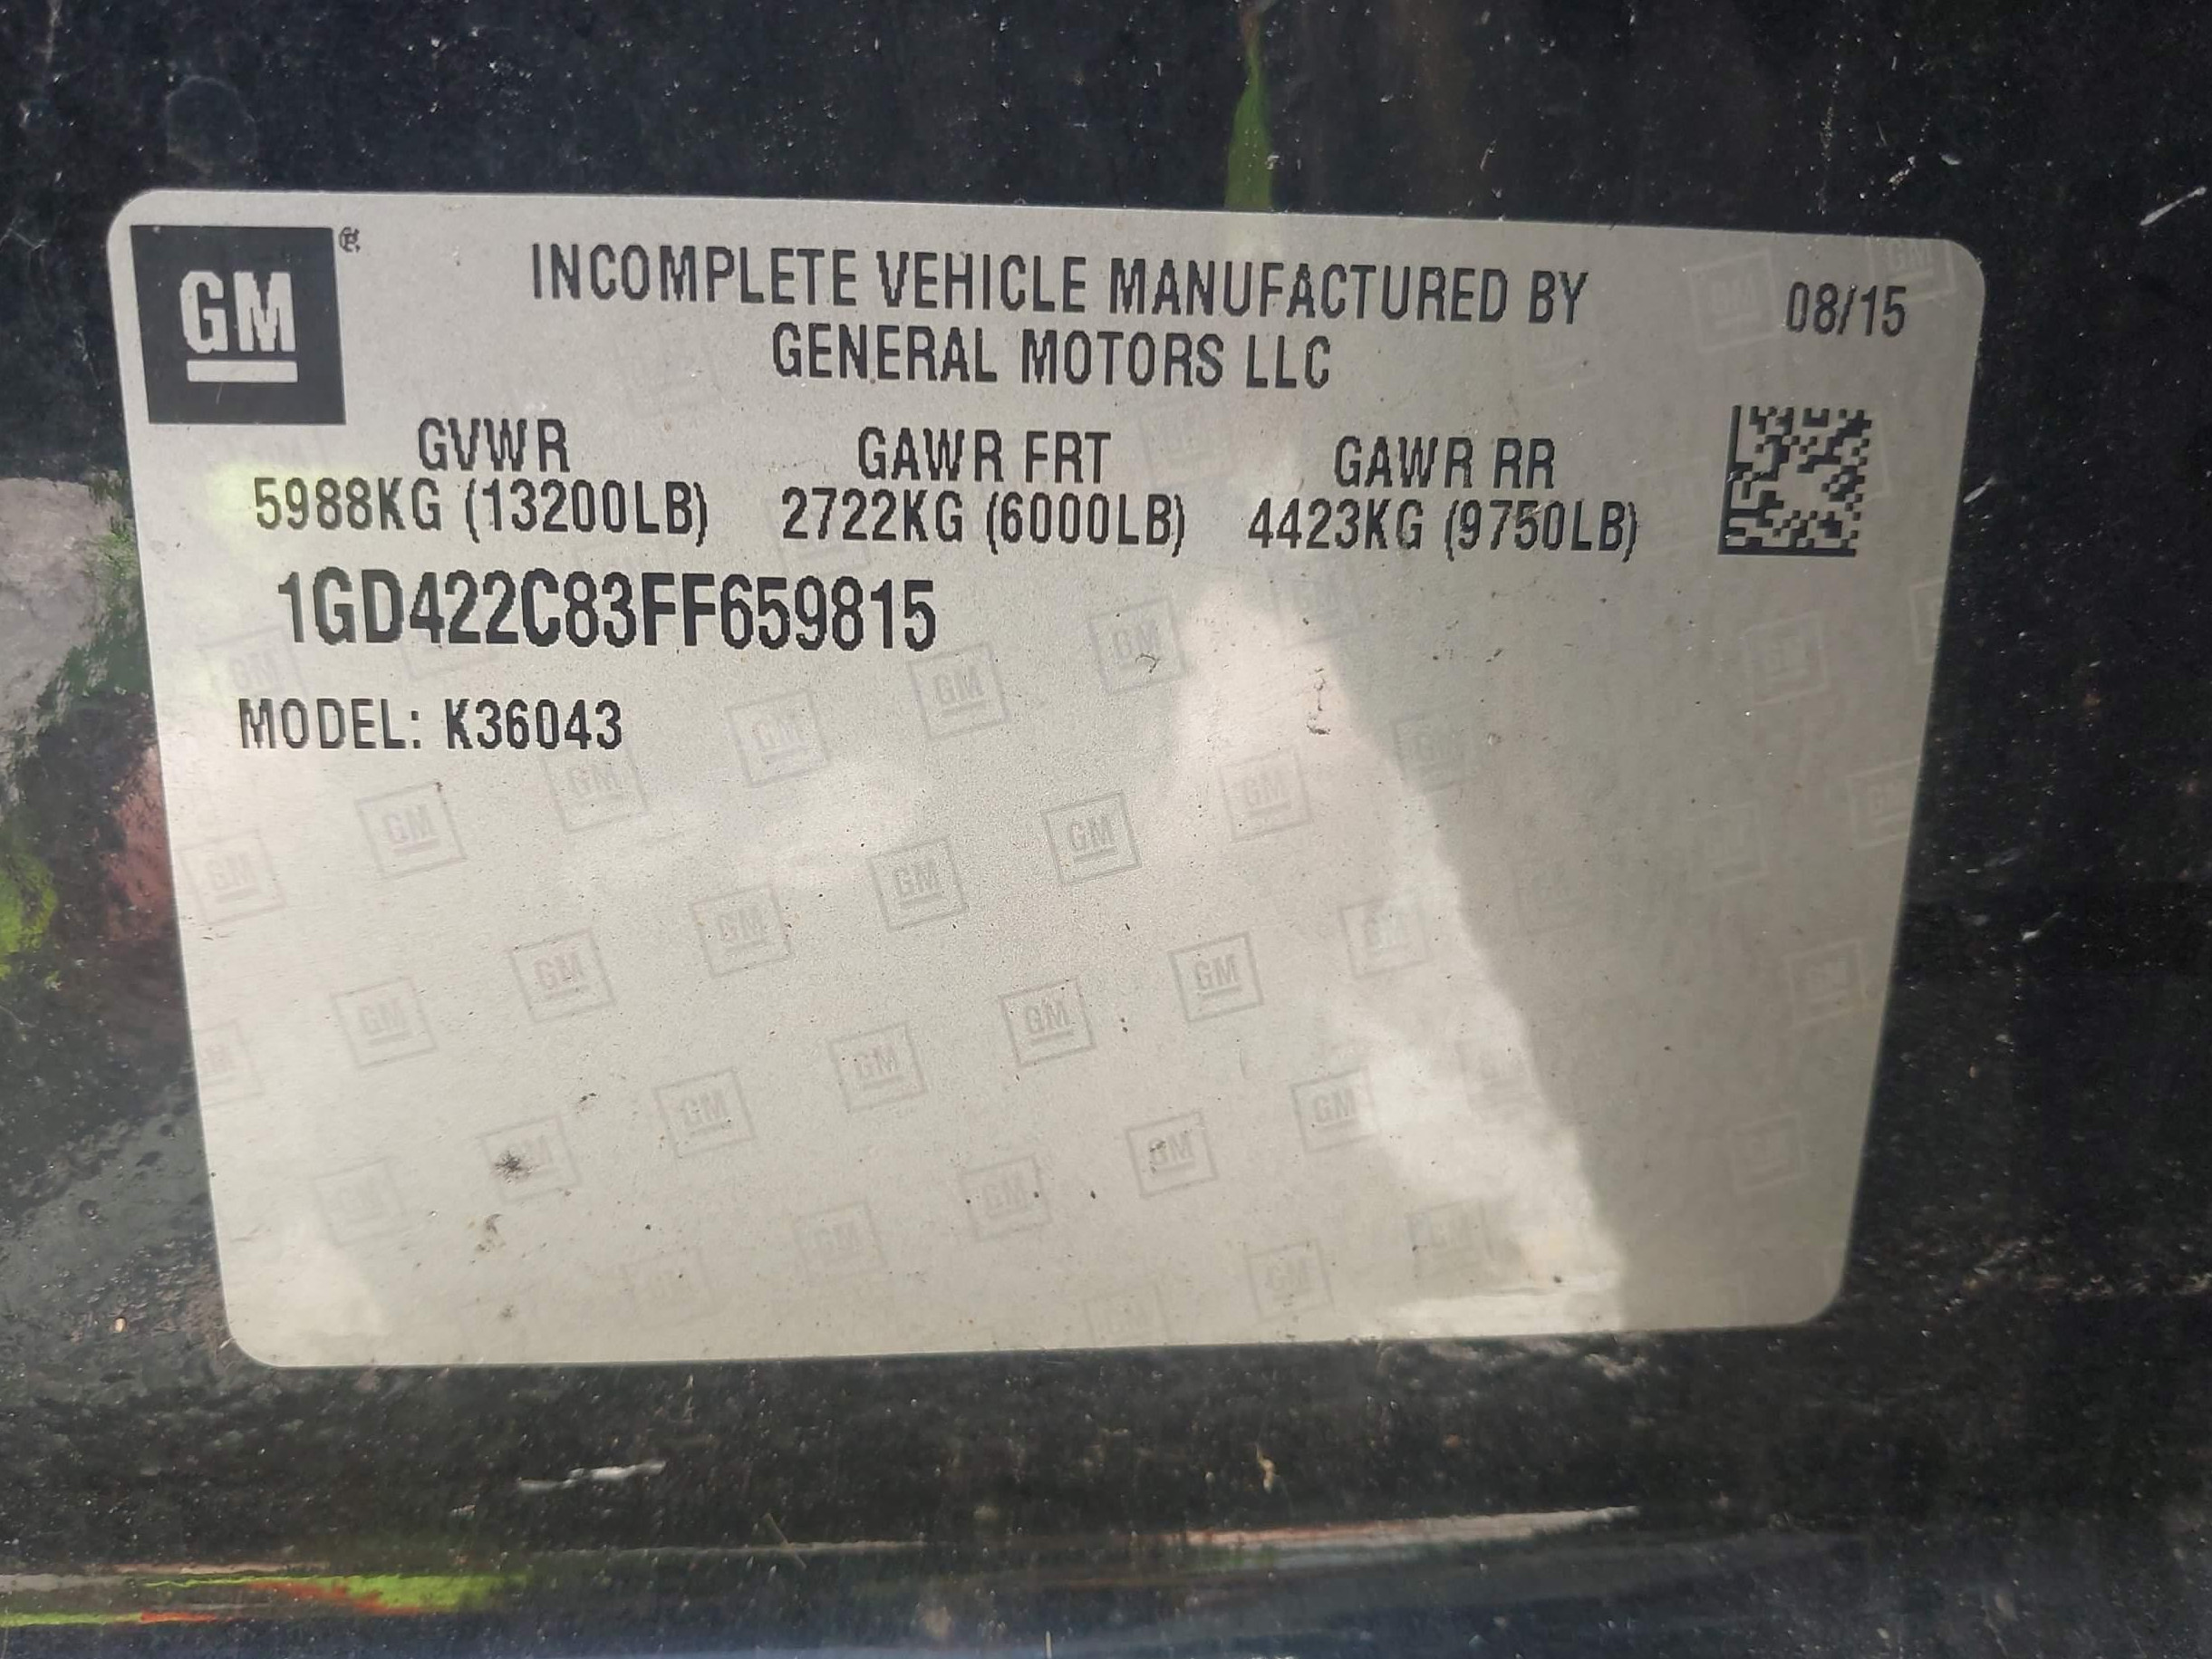 GM
INCOMPLETE VEHICLE MANUFACTURED BY
GENERAL MOTORS LLC
08/15
GVWR
5988KG (13200LB)
GAWR FRT
2722KG (6000LB)
GAWR RR
4423KG (9750LB)
1GD422C83FF659815
MODEL: K36043